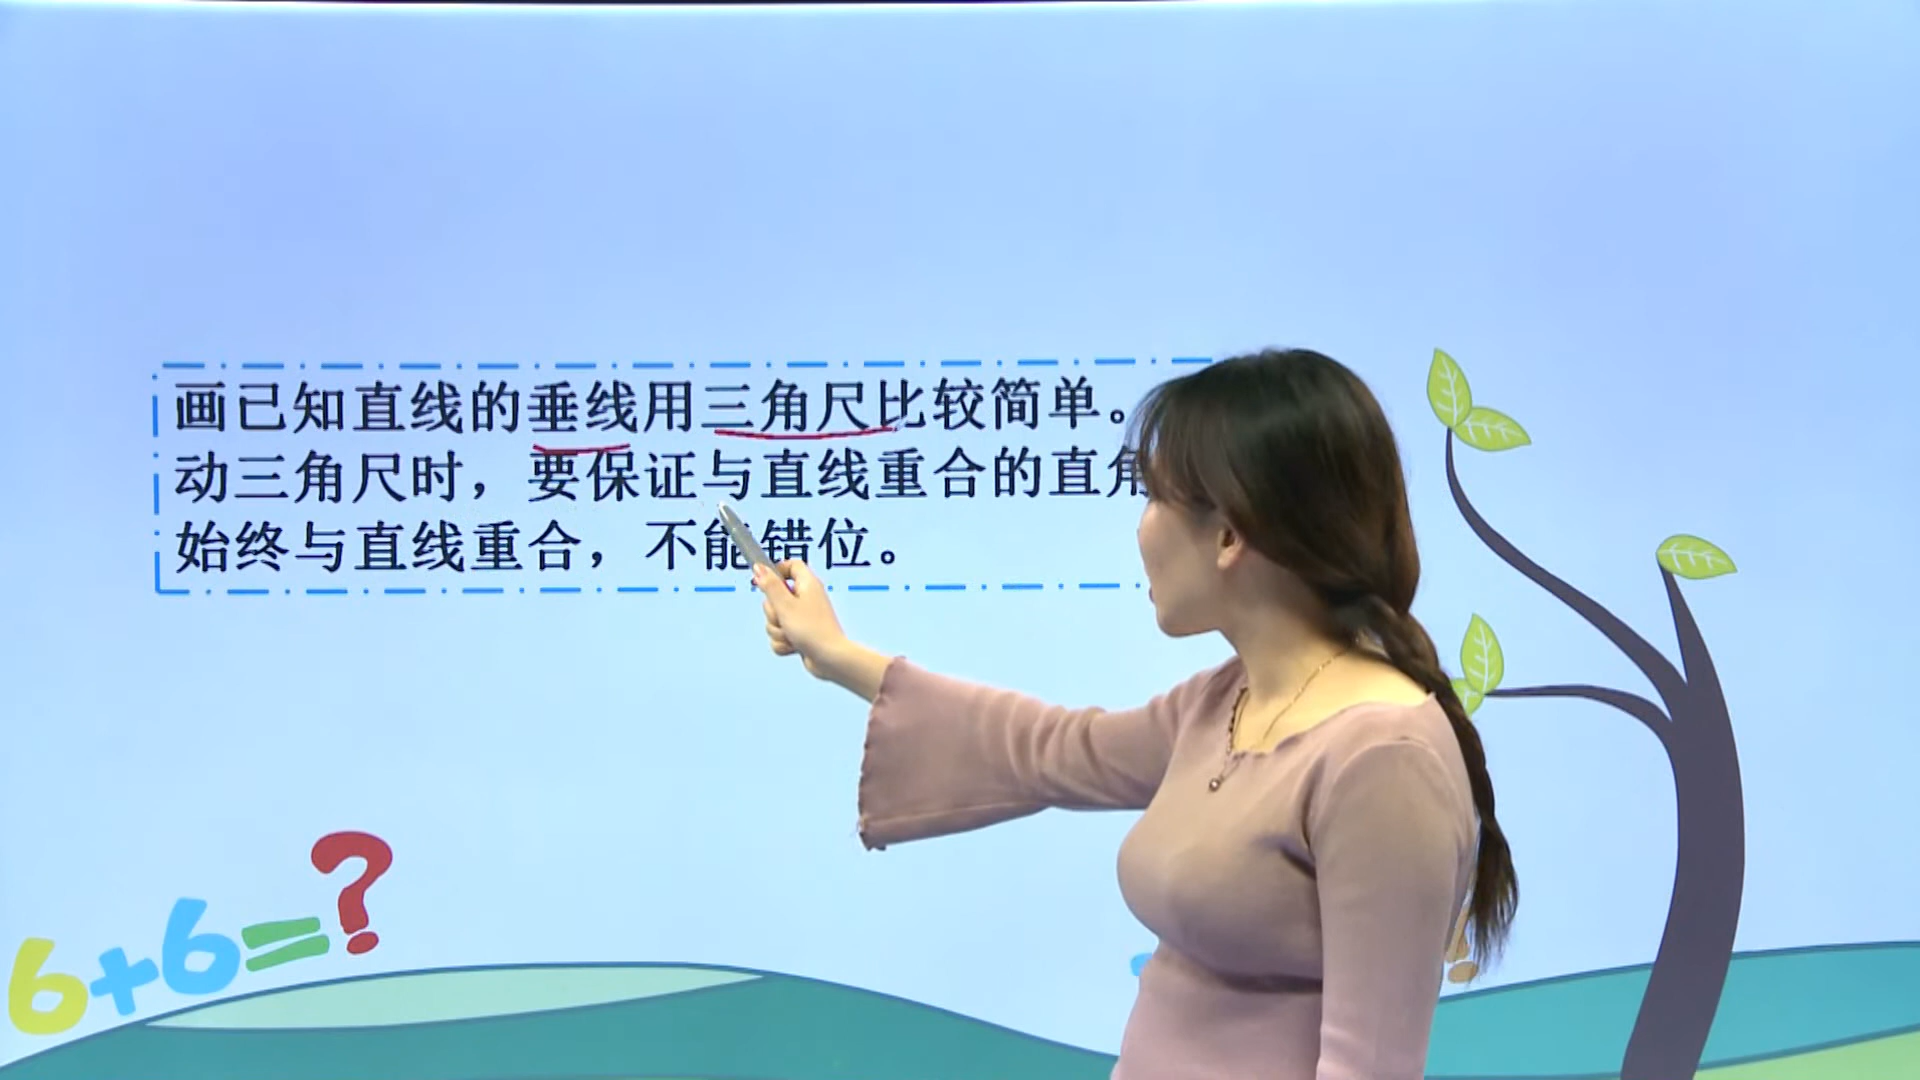 画已知直线的垂线用三角尺比较简单。
动三角尺时，要保证与直线重合的直角
始终与直线重合，不能错位。
6+6=?